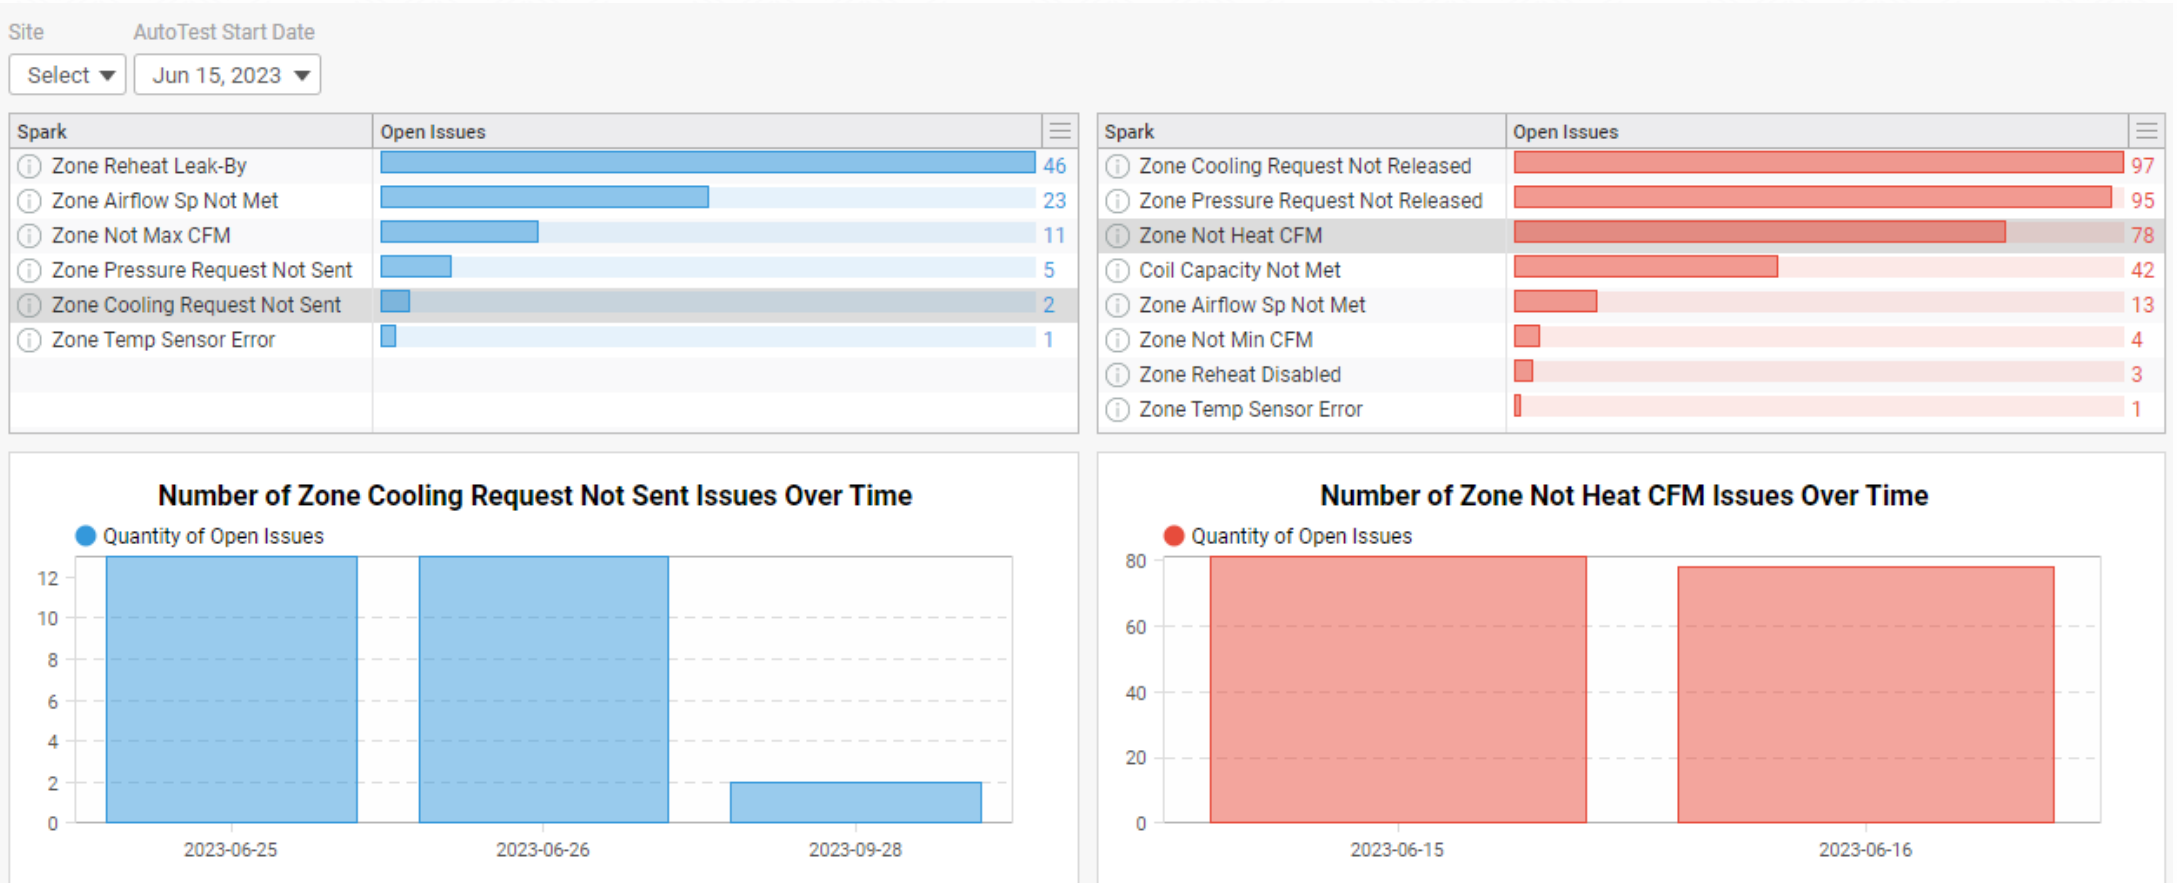 Site AutoTest Start Date
Select Jun 15, 2023
Spark Open Issues
Zone Reheat Leak-By 46
Zone Airflow Sp Not Met 23
Zone Not Max CFM 11
Zone Pressure Request Not Sent 5
Zone Cooling Request Not Sent 2
Zone Temp Sensor Error 1
Spark Open Issues
Zone Cooling Request Not Released 97
Zone Pressure Request Not Released 95
Zone Not Heat CFM 78
Coil Capacity Not Met 42
Zone Airflow Sp Not Met 13
Zone Not Min CFM 4
Zone Reheat Disabled 3
Zone Temp Sensor Error 1
Number of Zone Cooling Request Not Sent Issues Over Time
Quantity of Open Issues
12
10
8
6
4
2
0
2023-06-25 2023-06-26 2023-09-28
Number of Zone Not Heat CFM Issues Over Time
Quantity of Open Issues
80
60
40
20
0
2023-06-15 2023-06-16